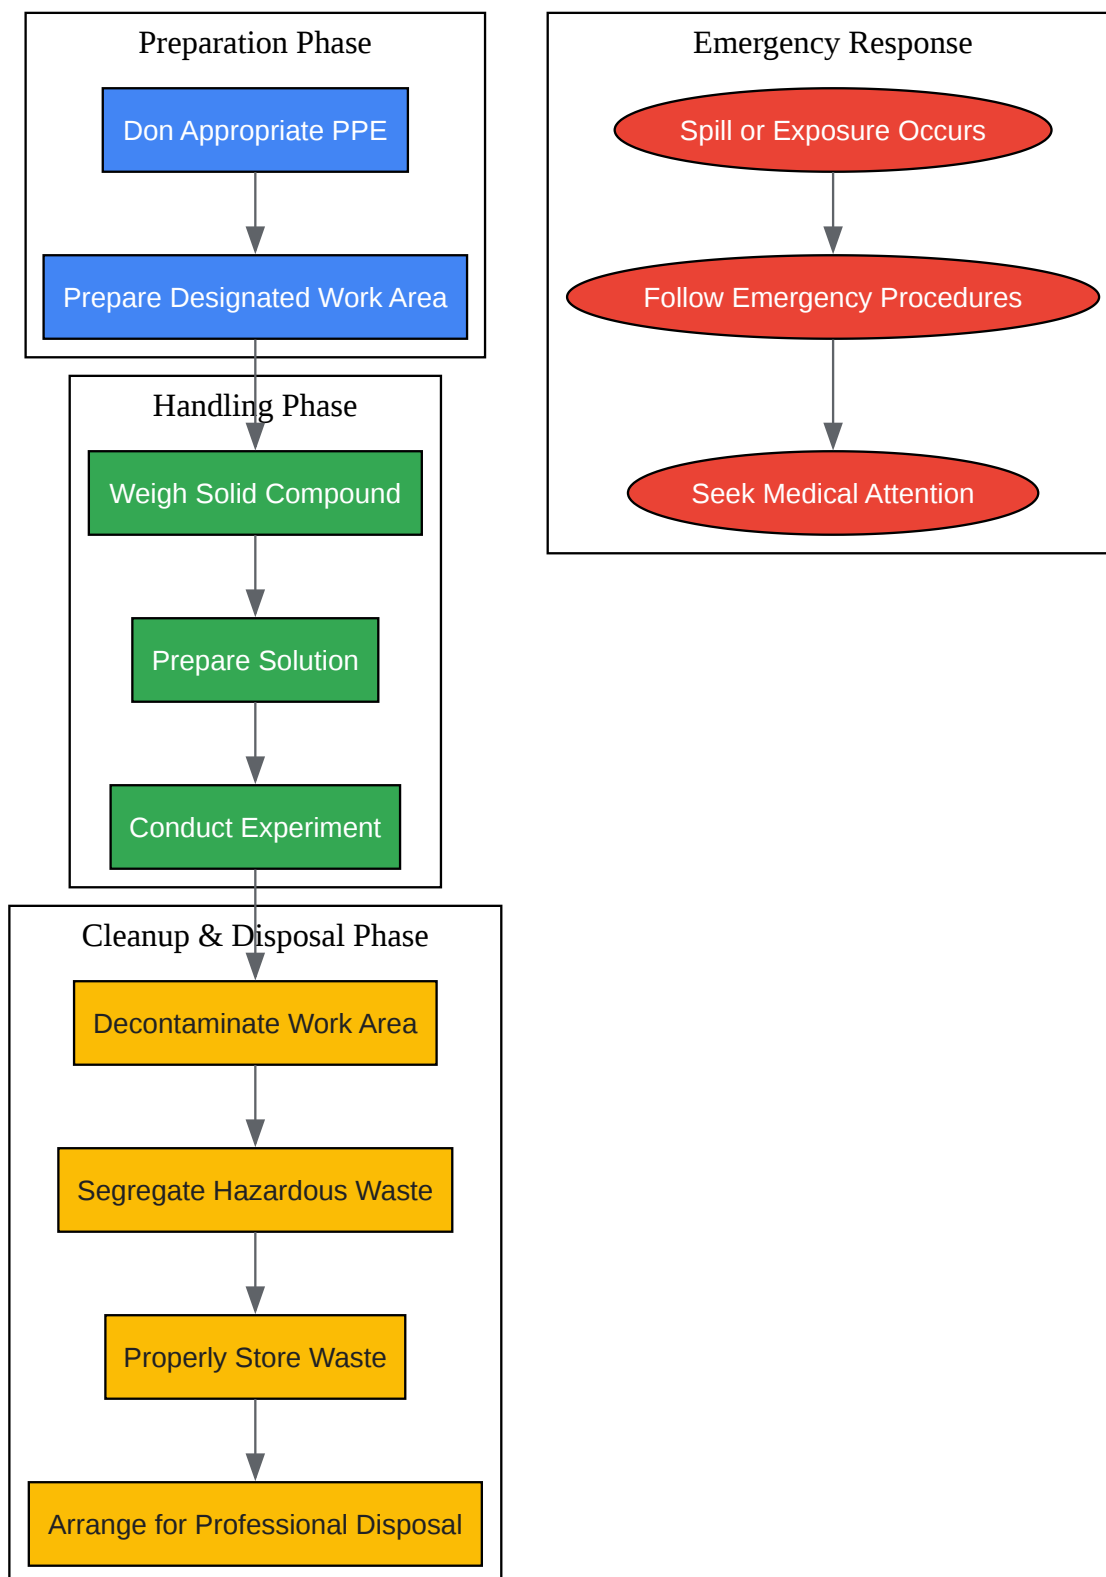 Preparation Phase
Don Appropriate PPE
Prepare Designated Work Area
Handling Phase
Weigh Solid Compound
Prepare Solution
Conduct Experiment
Cleanup & Disposal Phase
Decontaminate Work Area
Segregate Hazardous Waste
Properly Store Waste
Arrange for Professional Disposal
Emergency Response
Spill or Exposure Occurs
Follow Emergency Procedures
Seek Medical Attention